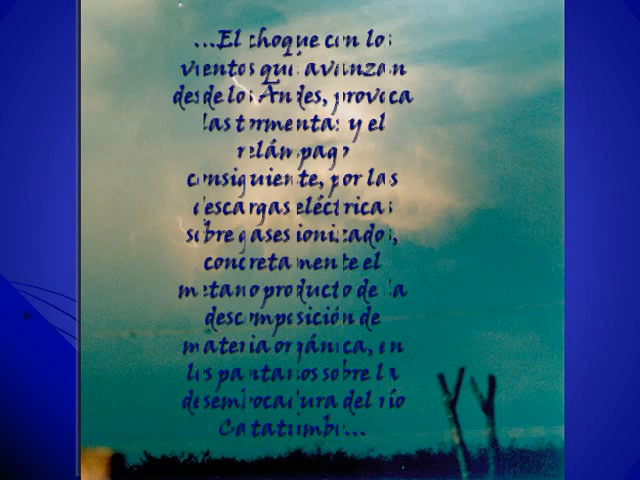 ...El choque con los
vientos que avanzan
desde los Andes, provoca
las tormentas y el
relámpago
consiguiente, por las
descargas eléctricas
sobre gases ionizados,
concretamente el
metano producto de la
descomposición de
materia orgánica, en
los pantanos sobre la
desembocadura del río
Catatumbo...